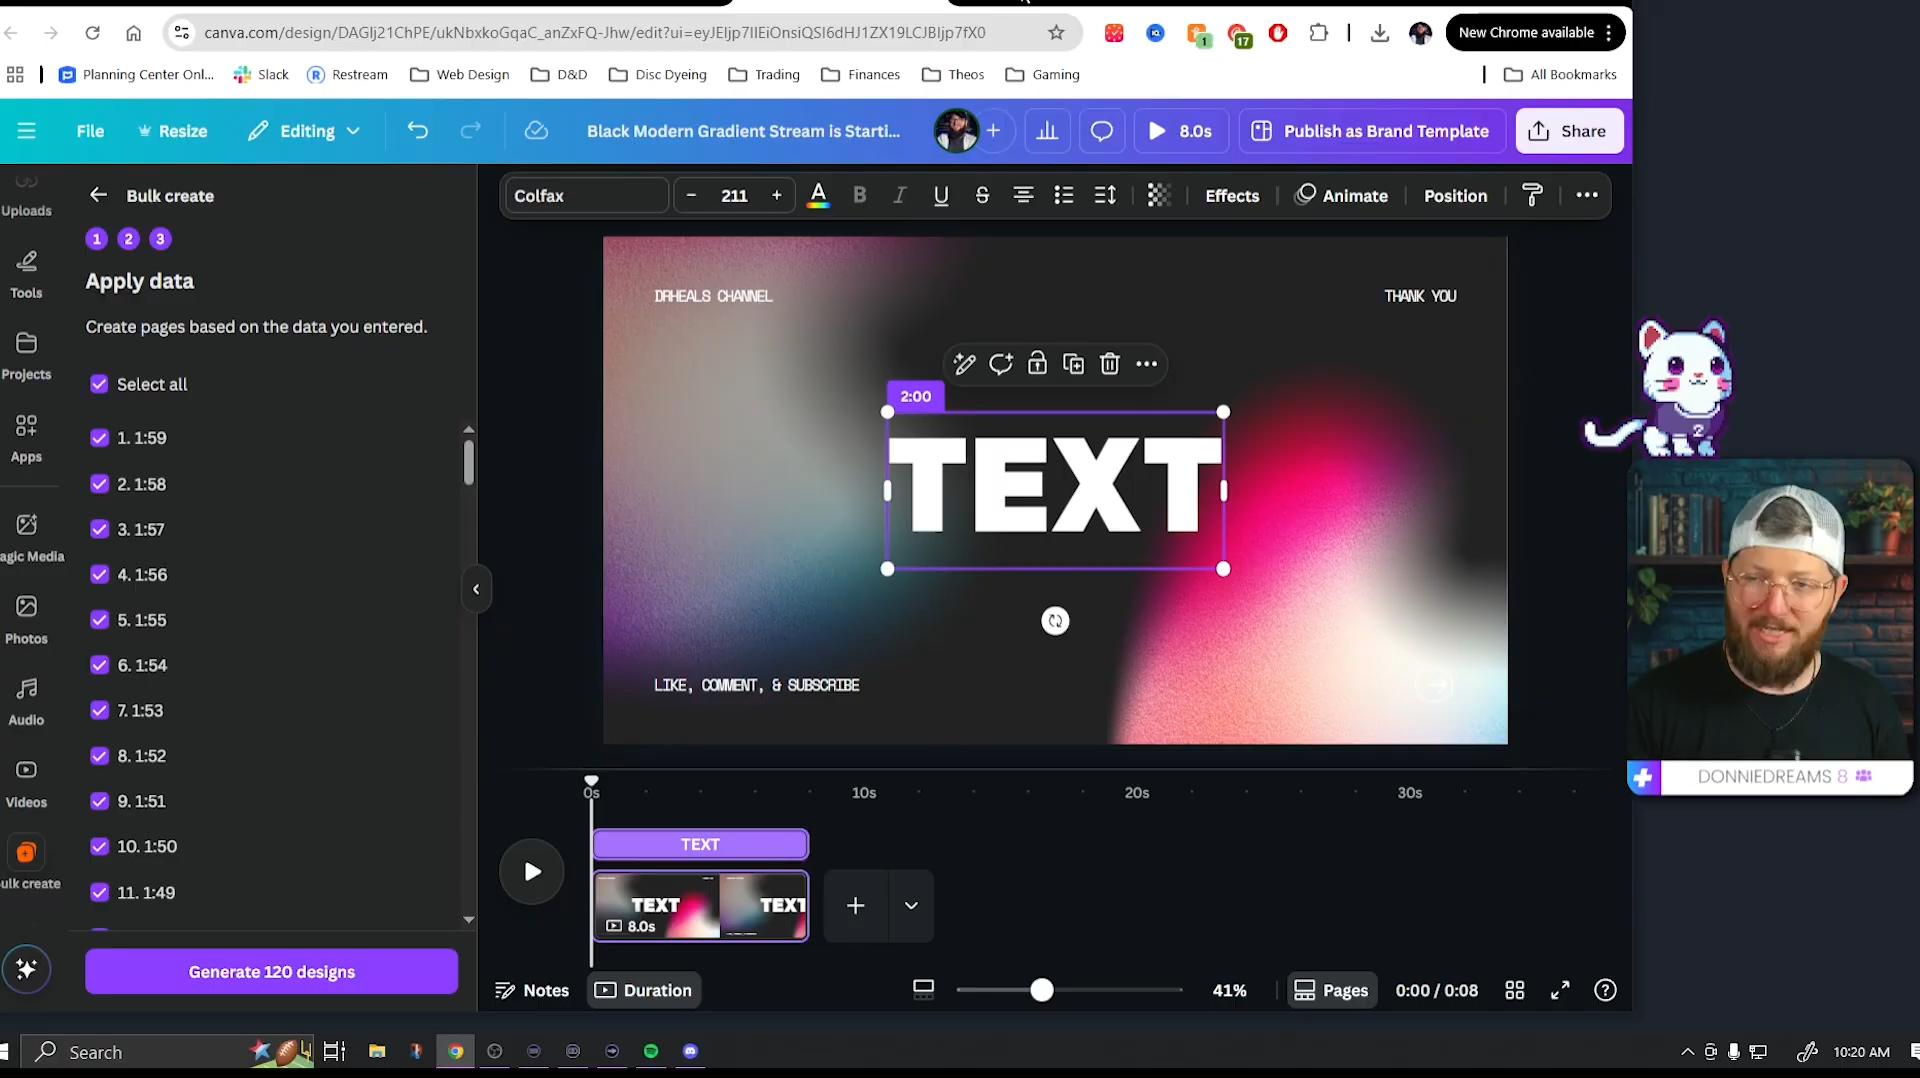 canva.com/design/DAGlj21ChPE/ukNbxkoGqaC_anZxFQ-Jhw/edit?ui=eyJEIjp7IlEiOnsiQSI6dHJ1ZX19LCJBIjp7fX0
1
17
New Chrome available
Planning Center Onl...
Slack
Restream
Web Design
D&D
Disc Dyeing
Trading
Finances
Theos
Gaming
All Bookmarks
File
Resize
Editing
Black Modern Gradient Stream is Starti...
8.0s
Publish as Brand Template
Share
Uploads
Tools
Projects
Apps
agic Media
Photos
Audio
Videos
ulk create
Bulk create
1 2 3
Apply data
Create pages based on the data you entered.
Select all
1. 1:59
2. 1:58
3. 1:57
4. 1:56
5. 1:55
6. 1:54
7. 1:53
8. 1:52
9. 1:51
10. 1:50
11. 1:49
Generate 120 designs
Colfax
211
A B I U S
Effects
Animate
Position
DRHEALS CHANNEL
THANK YOU
2:00
TEXT
LIKE, COMMENT, & SUBSCRIBE
0s
10s
20s
30s
TEXT
TEXT
TEXT
8.0s
Notes
Duration
41%
Pages
0:00 / 0:08
2
DONNIEDREAMS 8
Search
10:20 AM